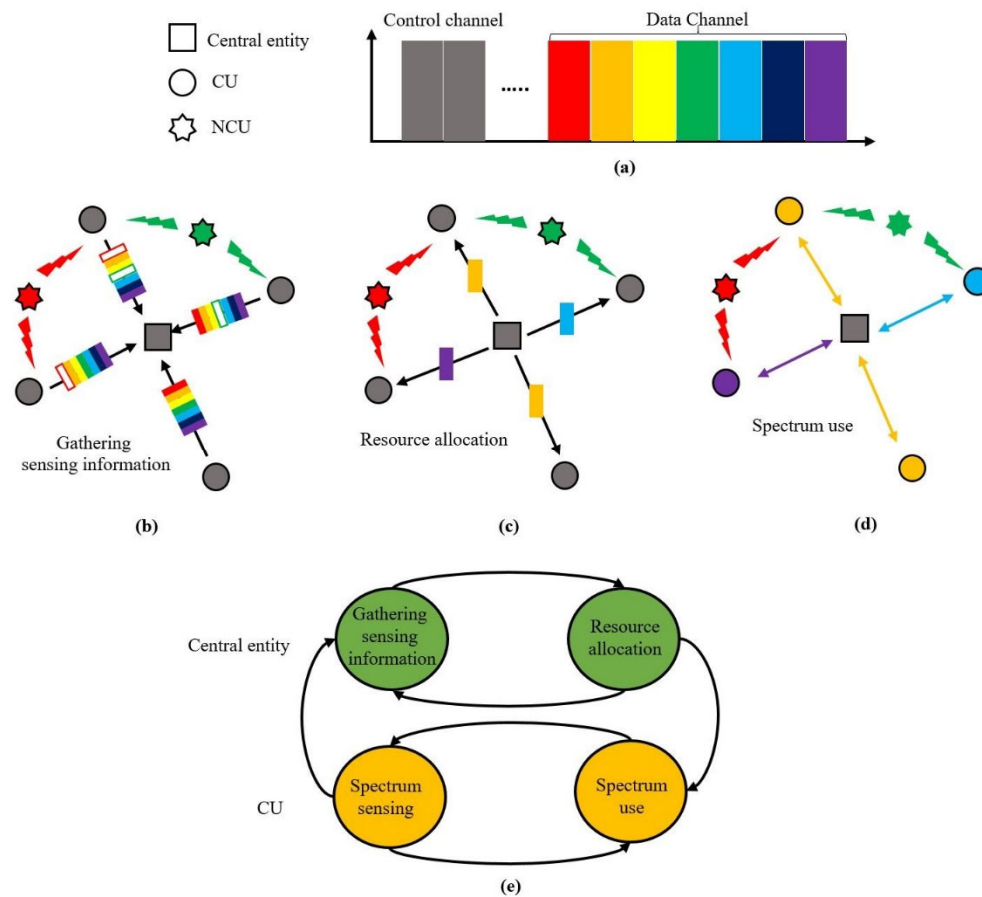 Central entity
CU
NCU
Control channel
Data Channel
.....
(a)
Gathering
sensing information
(b)
Resource allocation
(c)
Spectrum use
(d)
Central entity
Gathering
sensing
information
Resource
allocation
CU
Spectrum
sensing
Spectrum
use
(e)